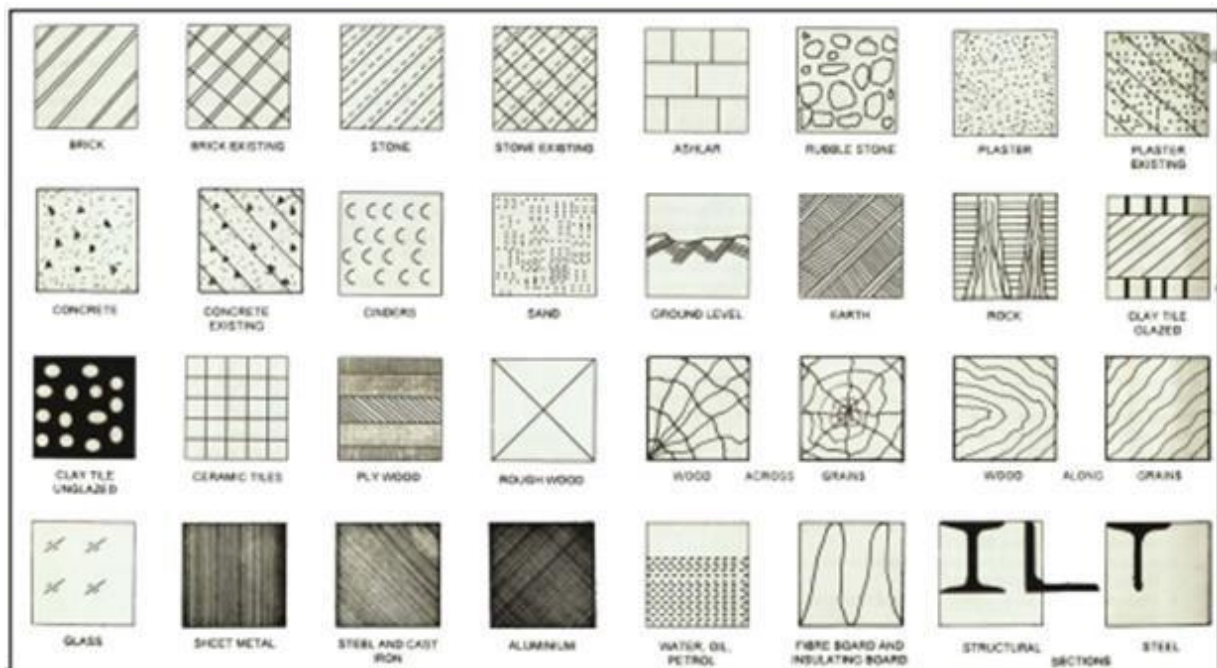 BRICK
BRICK EXISTING
STONE
STONE EXISTING
ASHLAR
RUBBLE STONE
PLASTER
PLASTER
EXISTING
CONCRETE
CONCRETE
EXISTING
CINDERS
SAND
GROUND LEVEL
EARTH
ROCK
CLAY TILE
GLAZED
CLAY TILE
UNGLAZED
CERAMIC TILES
PLY WOOD
ROUGH WOOD
WOOD ACROSS GRAINS
WOOD ALONG GRAINS
GLASS
SHEET METAL
STEEL AND CAST
IRON
ALUMINIUM
WATER, OIL,
PETROL
FIBRE BOARD AND
INSULATING BOARD
STRUCTURAL STEEL
SECTIONS